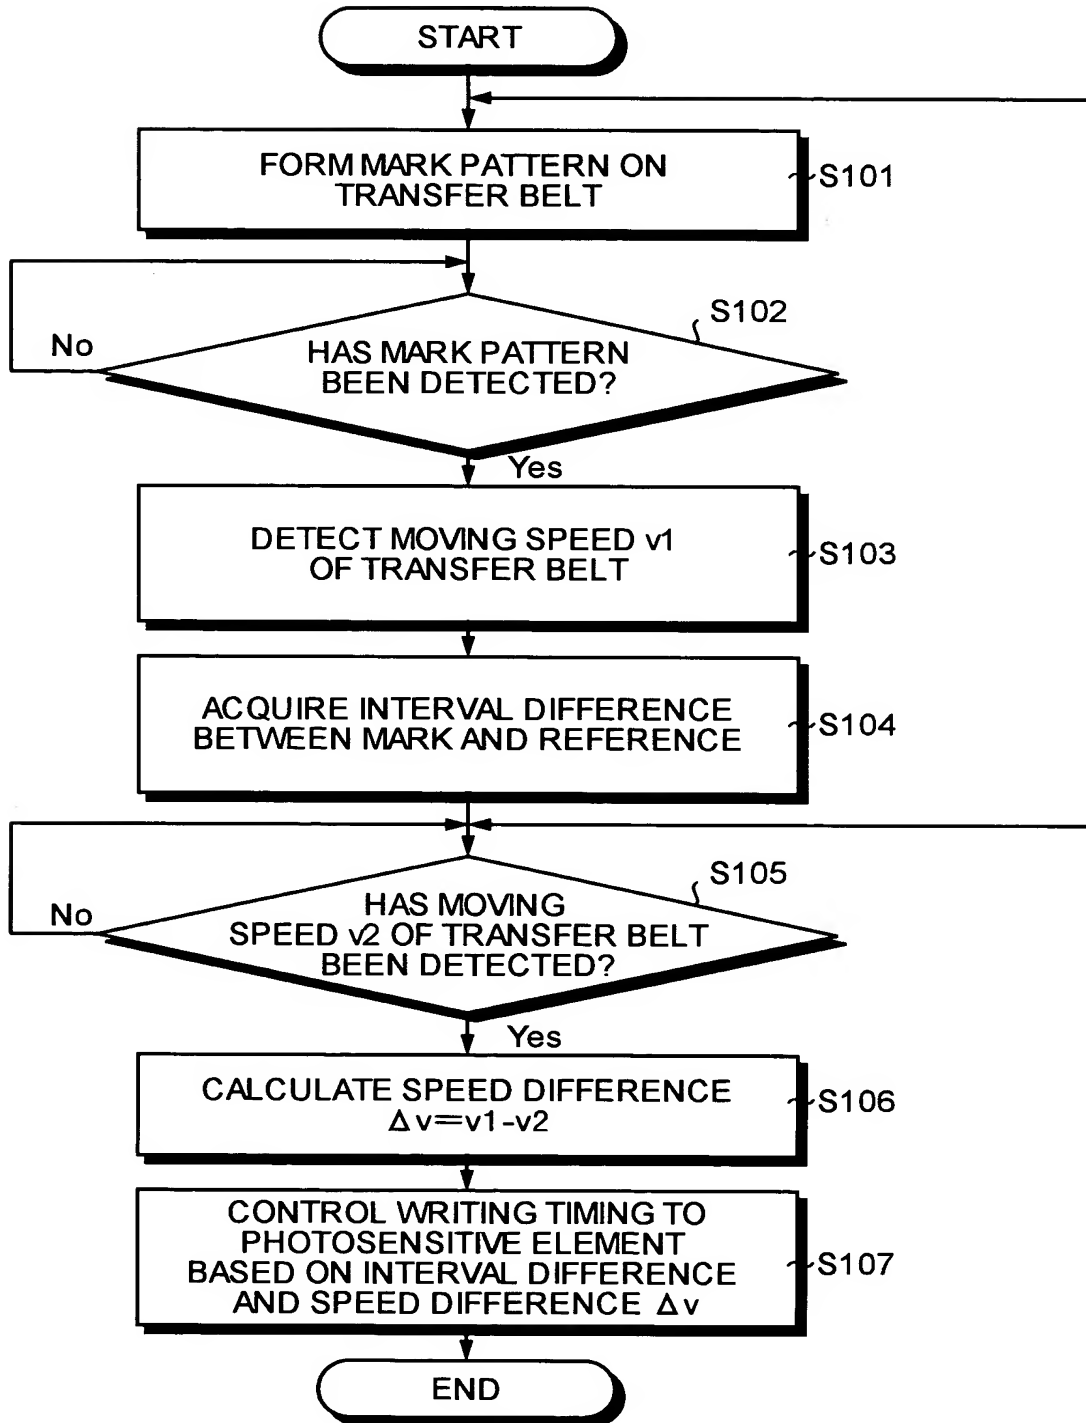 START
FORM MARK PATTERN ON
TRANSFER BELT
S101
S102
No
HAS MARK PATTERN
BEEN DETECTED?
Yes
DETECT MOVING SPEED v1
OF TRANSFER BELT
S103
ACQUIRE INTERVAL DIFFERENCE
BETWEEN MARK AND REFERENCE
S104
S105
No
HAS MOVING
SPEED v2 OF TRANSFER BELT
BEEN DETECTED?
Yes
CALCULATE SPEED DIFFERENCE
Δv=v1-v2
S106
CONTROL WRITING TIMING TO
PHOTOSENSITIVE ELEMENT
BASED ON INTERVAL DIFFERENCE
AND SPEED DIFFERENCE Δv
S107
END